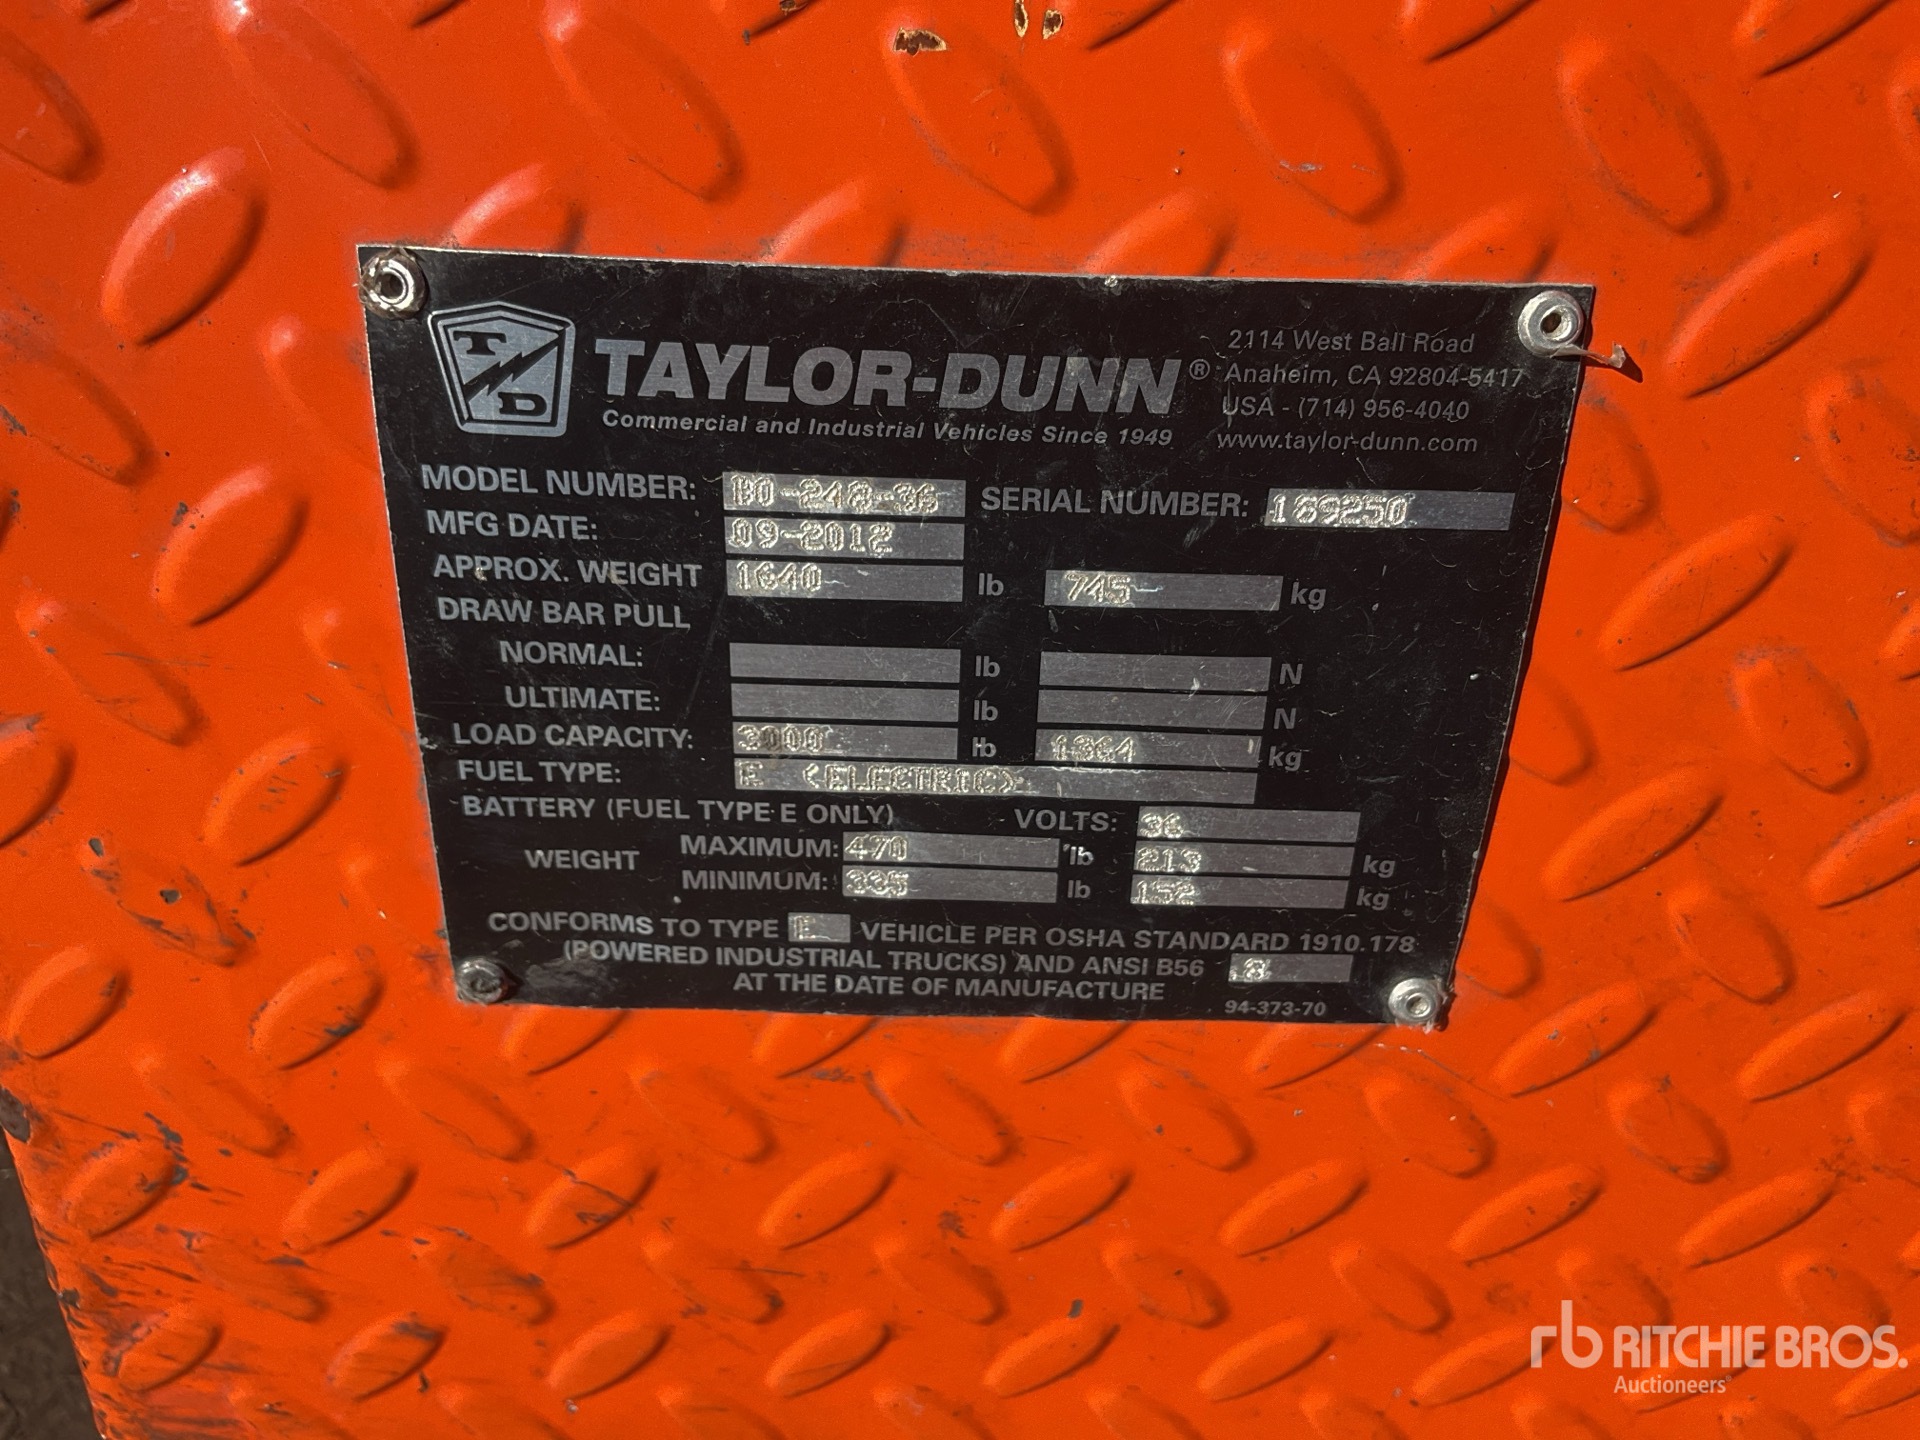 TD
TAYLOR-DUNN®
Commercial and Industrial Vehicles Since 1949
2114 West Ball Road
Anaheim, CA 92804-5417
USA - (714) 956-4040
www.taylor-dunn.com
MODEL NUMBER: B0-248-36 SERIAL NUMBER: 189250
MFG DATE: 09-2012
APPROX. WEIGHT 1640 lb 745 kg
DRAW BAR PULL
NORMAL: lb N
ULTIMATE: lb N
LOAD CAPACITY: 3000 lb 1364 kg
FUEL TYPE: E (ELECTRIC)
BATTERY (FUEL TYPE E ONLY) VOLTS: 36
WEIGHT MAXIMUM: 470 lb 213 kg
MINIMUM: 335 lb 152 kg
CONFORMS TO TYPE E VEHICLE PER OSHA STANDARD 1910.178
(POWERED INDUSTRIAL TRUCKS) AND ANSI B56 .8
AT THE DATE OF MANUFACTURE
94-373-70
rb RITCHIE BROS.
Auctioneers